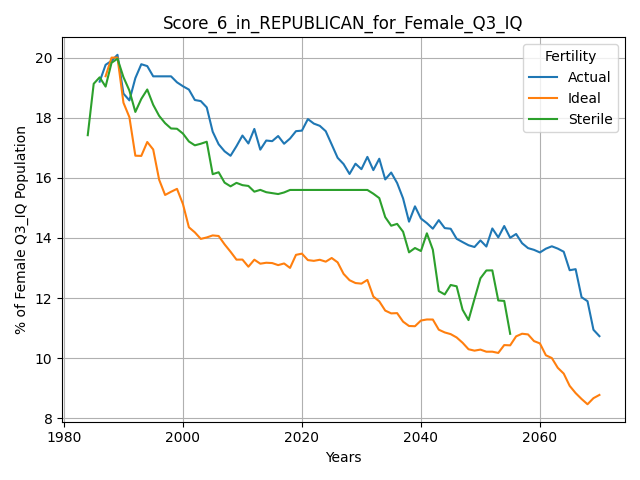 Score_6_in_REPUBLICAN_for_Female_Q3_IQ
Fertility
Actual
Ideal
Sterile
% of Female Q3_IQ Population
20
18
16
14
12
10
8
1980
2000
2020
2040
2060
Years